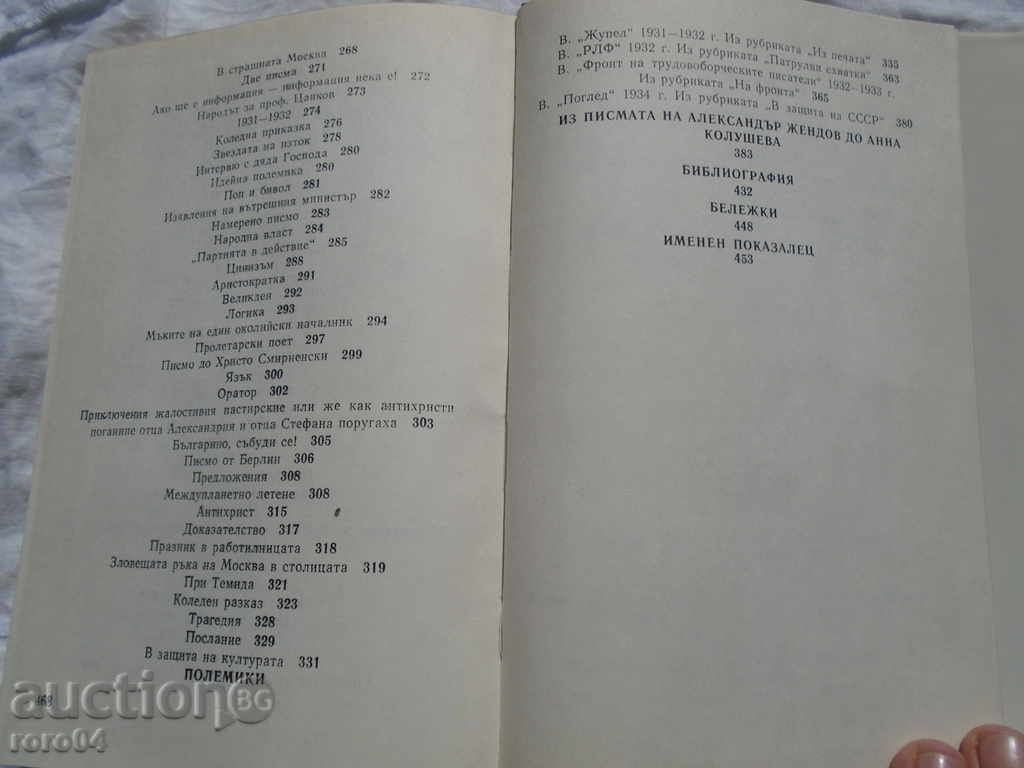 В страшната Москва 268
Две писма 271
Ако ще е информация — информация нека е! 272
Народът за проф. Цанков 273
1931—1932 274
Коледна приказка 276
Звездата на изток 278
Интервю с дяда Господа 280
Идейна полемика 280
Поп и бивол 281
Изявления на вътрешния министър 282
Намерено писмо 283
Народна власт 284
„Партията в действие“ 285
Цинизъм 288
Аристократка 291
Великден 292
Логика 293
Мъките на един околийски началник 294
Пролетарски поет 297
Писмо до Христо Смирненски 299
Язък 300
Оратор 302
Приключения жалостивия пастирские или же как антихристи
поганние отца Александрия и отца Стефана поругаха 303
Българино, събуди се! 305
Писмо от Берлин 306
Предложения 308
Междупланетно летене 308
Антихрист 315
Доказателство 317
Празник в работилницата 318
Зловещата ръка на Москва в столицата 319
При Темида 321
Коледен разказ 323
Трагедия 328
Послание 329
В защита на културата 331
ПОЛЕМИКИ
468
В. „Жупел“ 1931—1932 г. Из рубриката „Из печата“ 335
В. „РЛФ“ 1932 г. Из рубриката „Патрулни схватки“ 363
В. „Фронт на трудовоборческите писатели“ 1932—1933 г.
Из рубриката „На фронта“ 365
В. „Поглед“ 1934 г. Из рубриката „В защита на СССР“ 380
ИЗ ПИСМАТА НА АЛЕКСАНДЪР ЖЕНДОВ ДО АННА
КОЛУШЕВА
383
БИБЛИОГРАФИЯ
432
БЕЛЕЖКИ
448
ИМЕНЕН ПОКАЗАЛЕЦ
453
auction BG
roro04